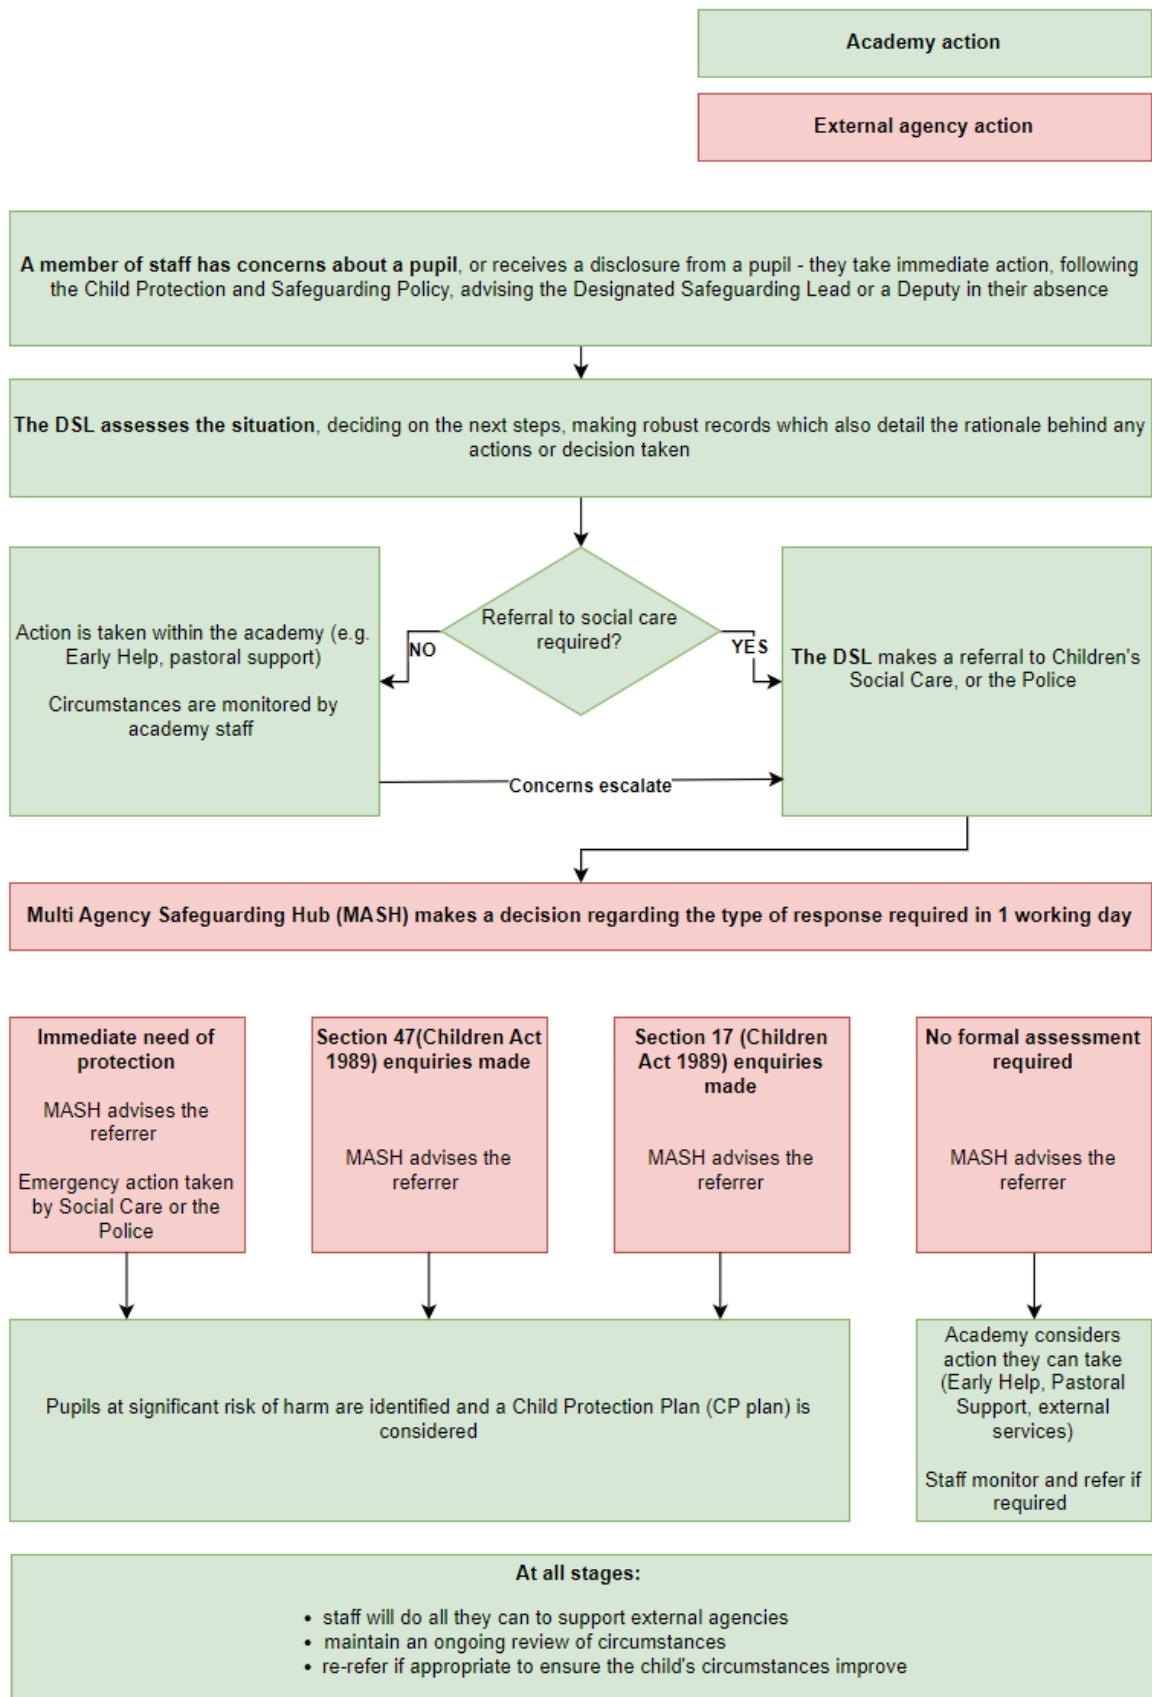 Academy action
External agency action
A member of staff has concerns about a pupil, or receives a disclosure from a pupil - they take immediate action, following
the Child Protection and Safeguarding Policy, advising the Designated Safeguarding Lead or a Deputy in their absence
The DSL assesses the situation, deciding on the next steps, making robust records which also detail the rationale behind any
actions or decision taken
Referral to social care
required?
NO
YES
Action is taken within the academy (e.g.
Early Help, pastoral support)
Circumstances are monitored by
academy staff
The DSL makes a referral to Children's
Social Care, or the Police
Concerns escalate
Multi Agency Safeguarding Hub (MASH) makes a decision regarding the type of response required in 1 working day
Immediate need of
protection
MASH advises the
referrer
Emergency action taken
by Social Care or the
Police
Section 47(Children Act
1989) enquiries made
MASH advises the
referrer
Section 17 (Children
Act 1989) enquiries
made
MASH advises the
referrer
No formal assessment
required
MASH advises the
referrer
Pupils at significant risk of harm are identified and a Child Protection Plan (CP plan) is
considered
Academy considers
action they can take
(Early Help, Pastoral
Support, external
services)
Staff monitor and refer if
required
At all stages:
• staff will do all they can to support external agencies
• maintain an ongoing review of circumstances
• re-refer if appropriate to ensure the child's circumstances improve